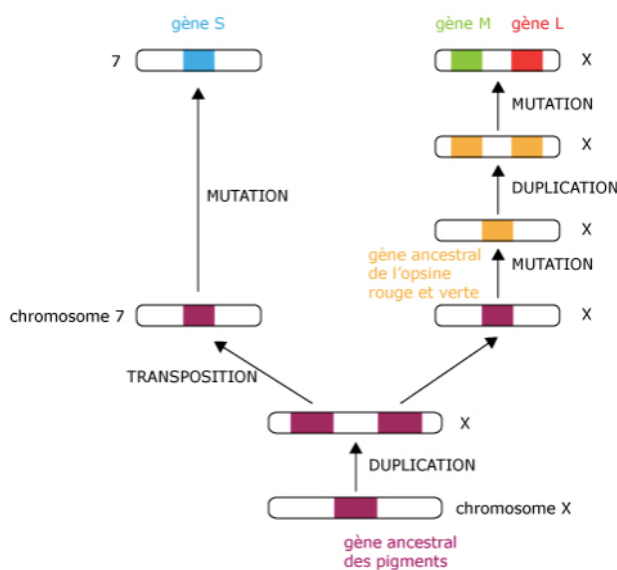 gène S
gène M
gène L
7
X
MUTATION
X
DUPLICATION
MUTATION
X
gène ancestral
de l'opsine
rouge et verte
MUTATION
chromosome 7
X
TRANSPOSITION
X
DUPLICATION
chromosome X
gène ancestral
des pigments